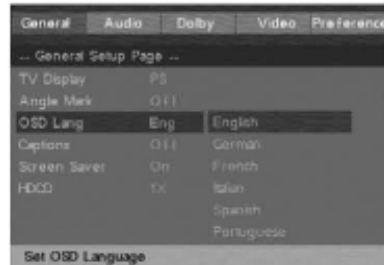 General Audio Dolby Video Preference
-- General Setup Page --
TV Display PS
Angle Mark Off
OSD Lang Eng English
Captions Off German
Screen Saver On French
HDCD 1X Italian
Spanish
Portuguese
Set OSD Language